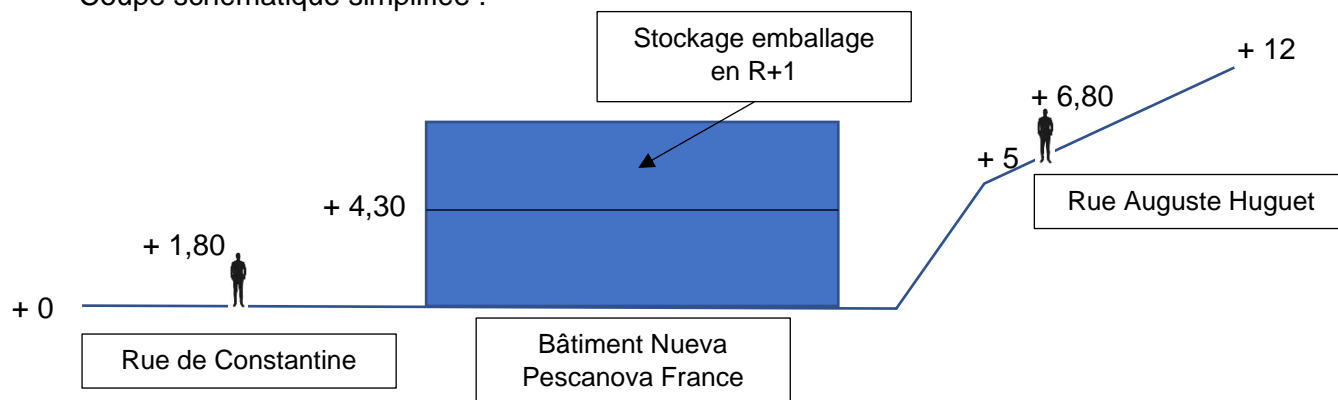 Coupe schématique simplifiée :
Stockage emballage
en R+1
+ 12
+ 6,80
+ 5
+ 4,30
Rue Auguste Huguet
+ 1,80
+ 0
Rue de Constantine
Bâtiment Nueva
Pescanova France